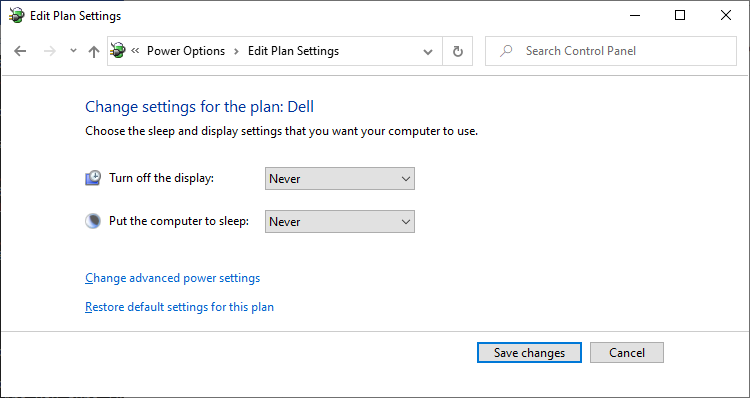 Edit Plan Settings
« Power Options > Edit Plan Settings
Search Control Panel
Change settings for the plan: Dell
Choose the sleep and display settings that you want your computer to use.
Turn off the display: Never
Put the computer to sleep: Never
Change advanced power settings
Restore default settings for this plan
Save changes Cancel